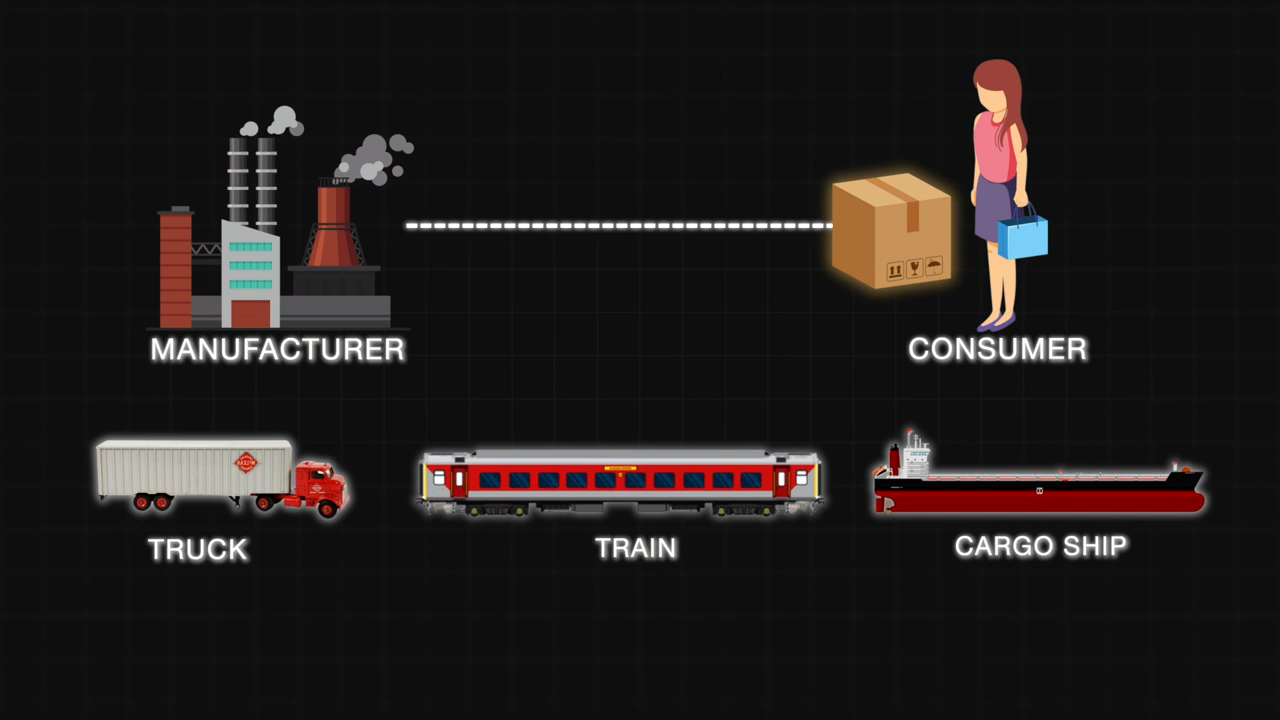 MANUFACTURER
CONSUMER
TRUCK
TRAIN
CARGO SHIP